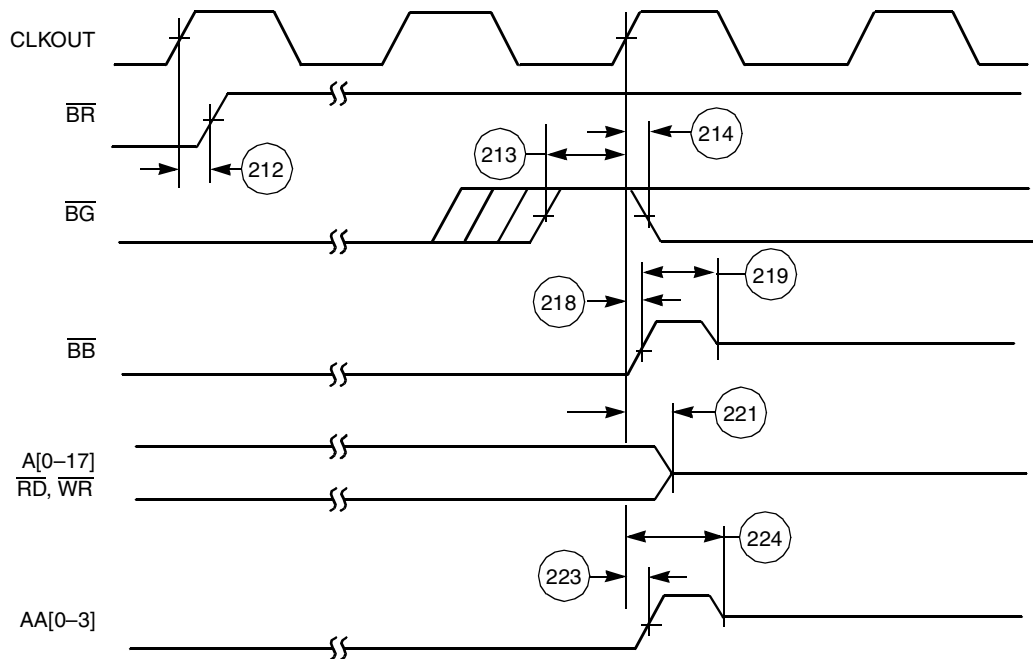 CLKOUT
BR
212
213
214
BG
218
219
BB
221
A[0–17]
RD, WR
224
223
AA[0–3]